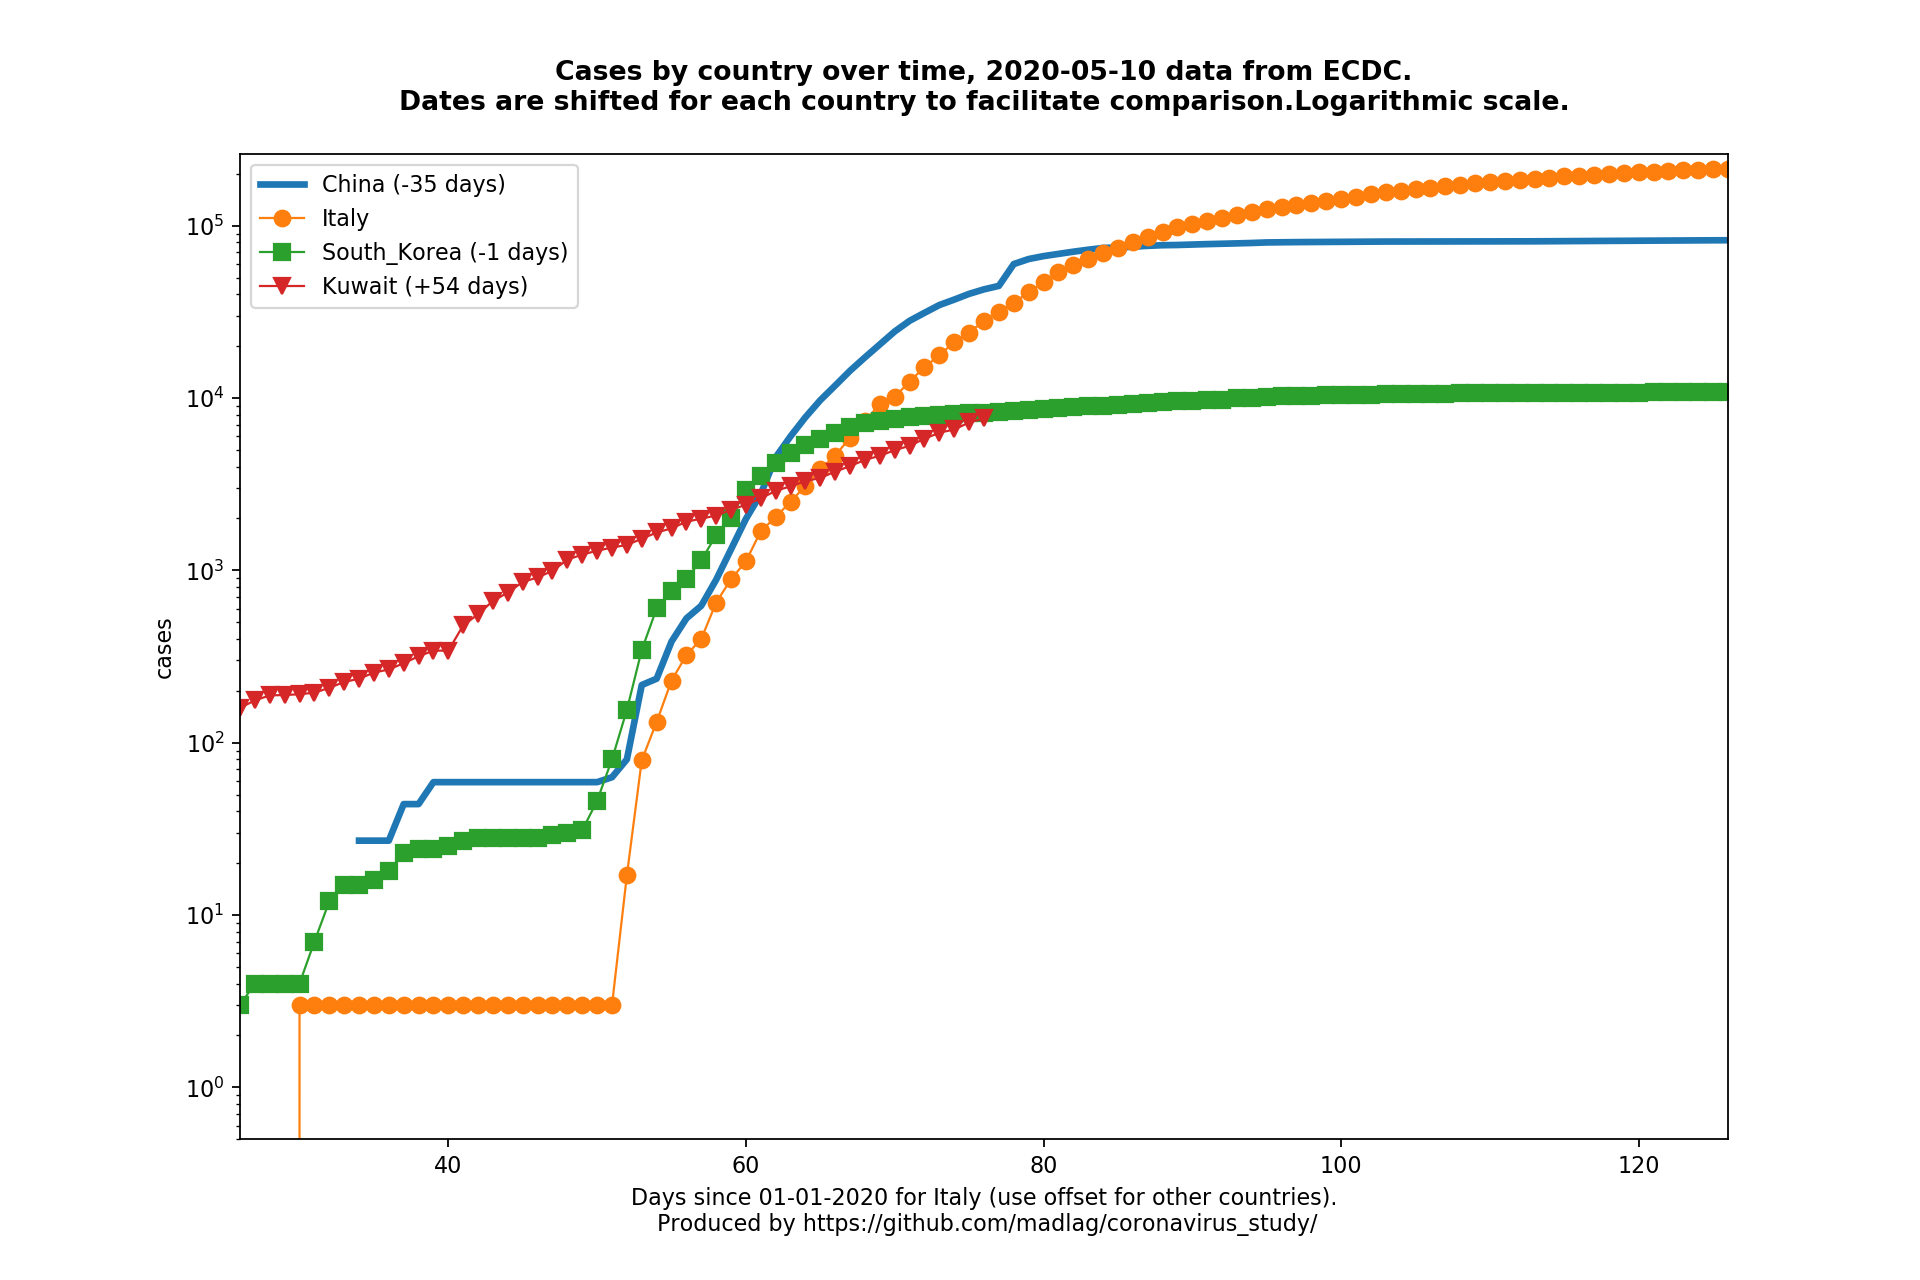 Cases by country over time, 2020-05-10 data from ECDC.
Dates are shifted for each country to facilitate comparison.Logarithmic scale.
China (-35 days)
Italy
South_Korea (-1 days)
Kuwait (+54 days)
10^5
10^4
10^3
10^2
10^1
10^0
cases
40 60 80 100 120
Days since 01-01-2020 for Italy (use offset for other countries).
Produced by https://github.com/madlag/coronavirus_study/